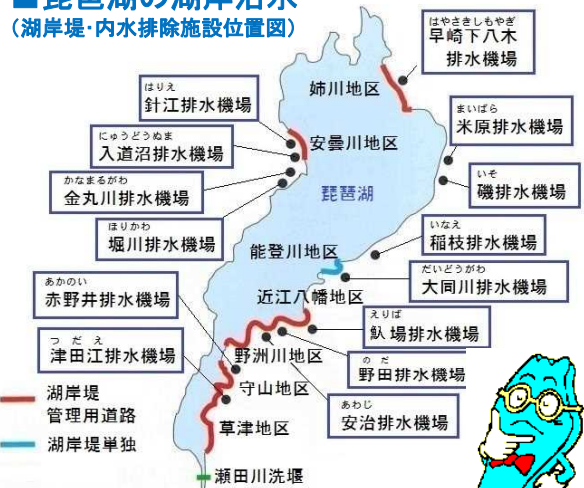 ■琵琶湖の湖岸治水
（湖岸堤･内水排除施設位置図）
はやさきしもやぎ
早崎下八木
排水機場
姉川地区
はりえ
針江排水機場
まいばら
米原排水機場
にゅうどうぬま
入道沼排水機場
安曇川地区
かなまるがわ
金丸川排水機場
琵琶湖
いそ
磯排水機場
ほりかわ
堀川排水機場
いなえ
稲枝排水機場
能登川地区
だいどうがわ
大同川排水機場
あかのい
赤野井排水機場
近江八幡地区
えりば
魞場排水機場
つだえ
津田江排水機場
野洲川地区
のだ
野田排水機場
守山地区
あわじ
安治排水機場
湖岸堤
管理用道路
草津地区
湖岸堤単独
瀬田川洗堰